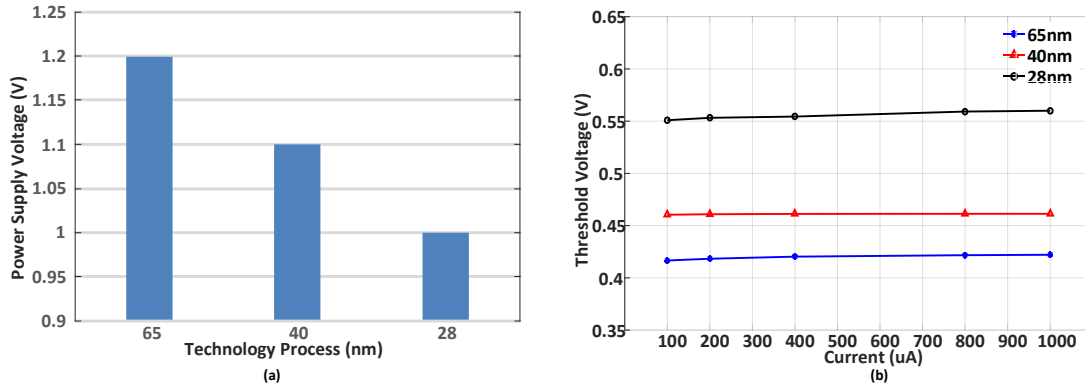 1.25
1.2
1.15
1.1
1.05
1
0.95
0.9
Power Supply Voltage (V)
65 40 28
Technology Process (nm)
(a)
0.65
0.6
0.55
0.5
0.45
0.4
0.35
Threshold Voltage (V)
65nm
40nm
28nm
100 200 300 400 500 600 700 800 900 1000
Current (uA)
(b)